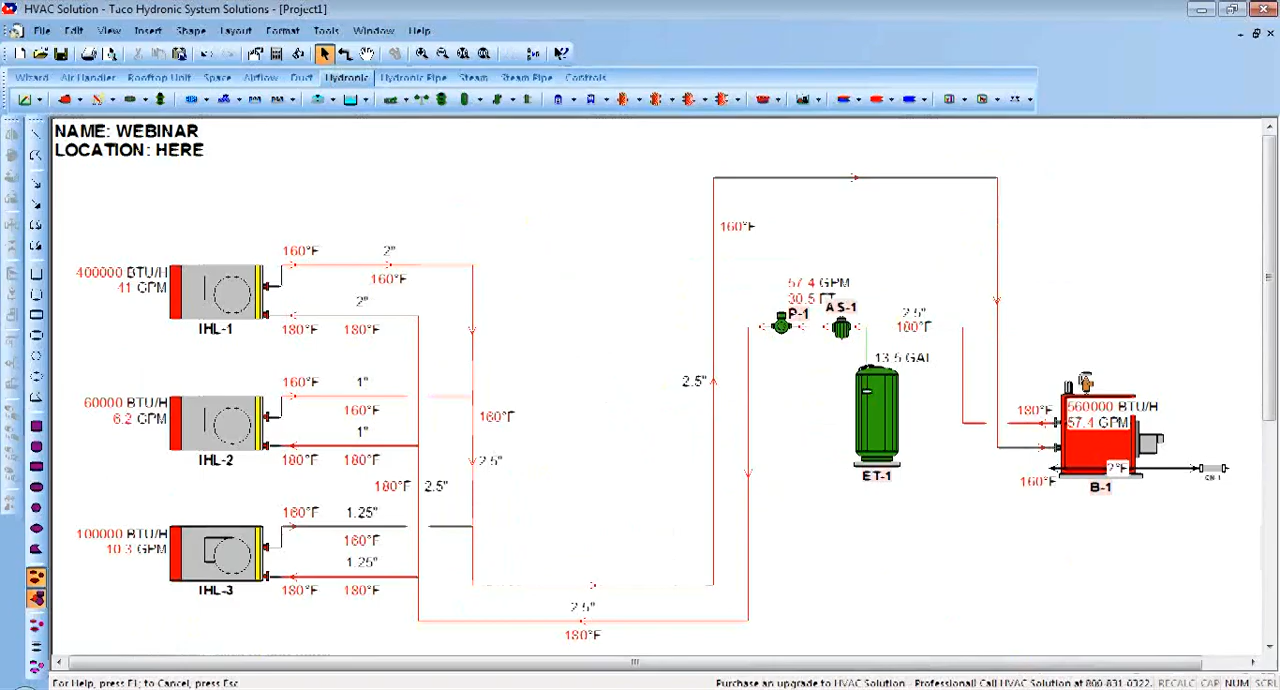 HVAC Solution - Taco Hydronic System Solutions - [Project1]
File Edit View Insert Shape Layout Format Tools Window Help
Wizard Air Handler Rooftop Unit Space Airflow Duct Hydronic Hydronic Pipe Steam Steam Pipe Controls
NAME: WEBINAR
LOCATION: HERE
160°F
160°F 2"
400000 BTU/H
41 GPM
160°F
2"
IHL-1
180°F 180°F
57.4 GPM
30.5 FT
P-1
AS-1
2.5"
180°F
13.5 GAL
2.5"
160°F 1"
60000 BTU/H
6.2 GPM
160°F
1"
IHL-2
180°F 180°F
160°F
2.5"
180°F 2.5"
180°F
560000 BTU/H
57.4 GPM
2°F
160°F
B-1
ET-1
160°F 1.25"
100000 BTU/H
10.3 GPM
160°F
1.25"
IHL-3
180°F 180°F
2.5"
180°F
For Help, press F1; to Cancel, press Esc
Purchase an upgrade to HVAC Solution - Professional! Call HVAC Solution at 800-831-0322.
RECALC CAP NUM SCRL